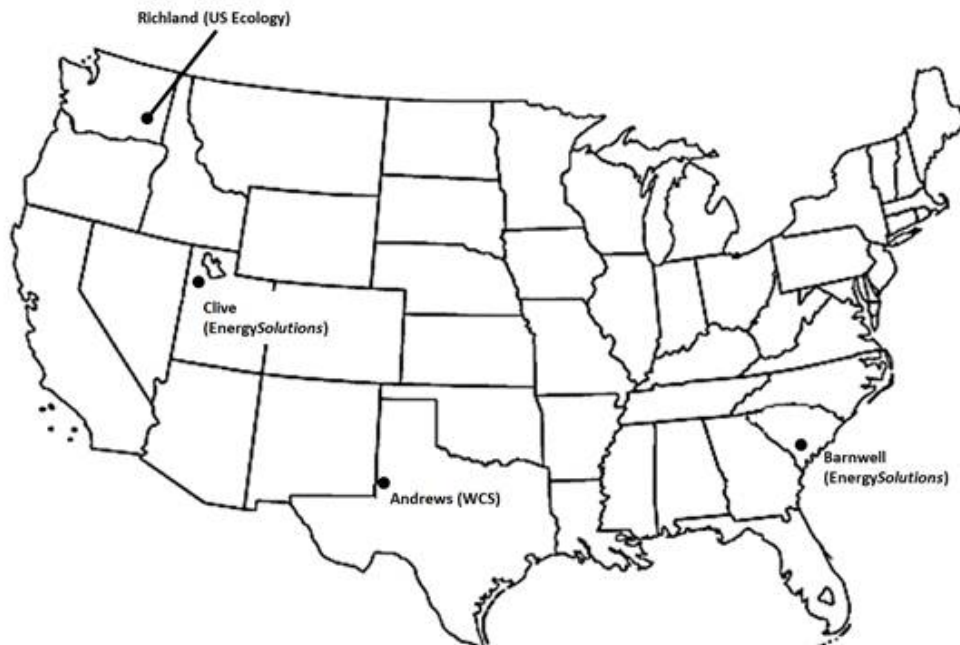 Richland (US Ecology)
Clive
(EnergySolutions)
Andrews (WCS)
Barnwell
(EnergySolutions)